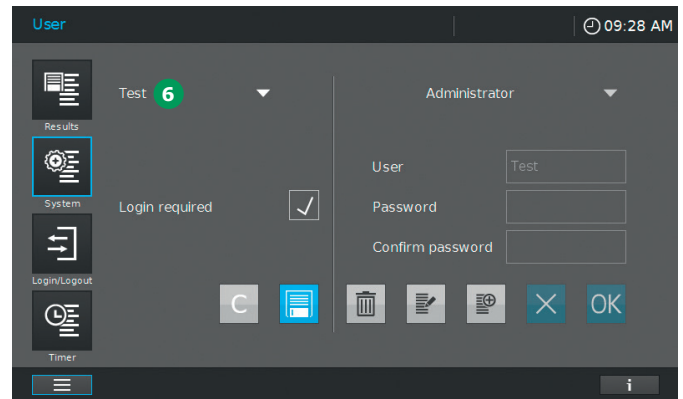 User
09:28 AM
Test 6
Administrator
Results
User Test
System
Login required
Password
Confirm password
Login/Logout
C
X OK
Timer
i